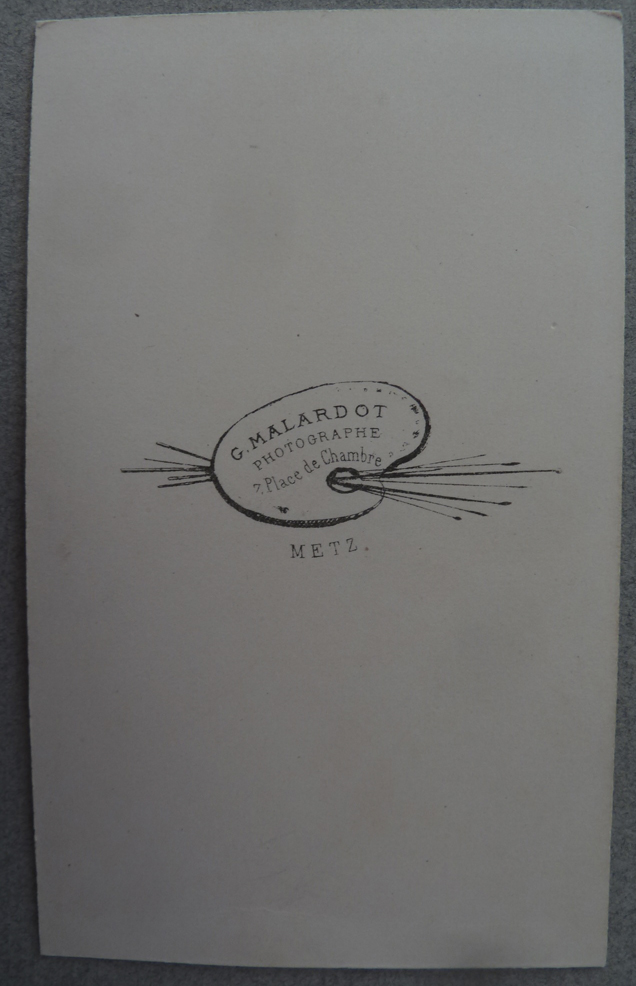 G. MALARDOT
PHOTOGRAPHE
7, Place de Chambre
METZ.